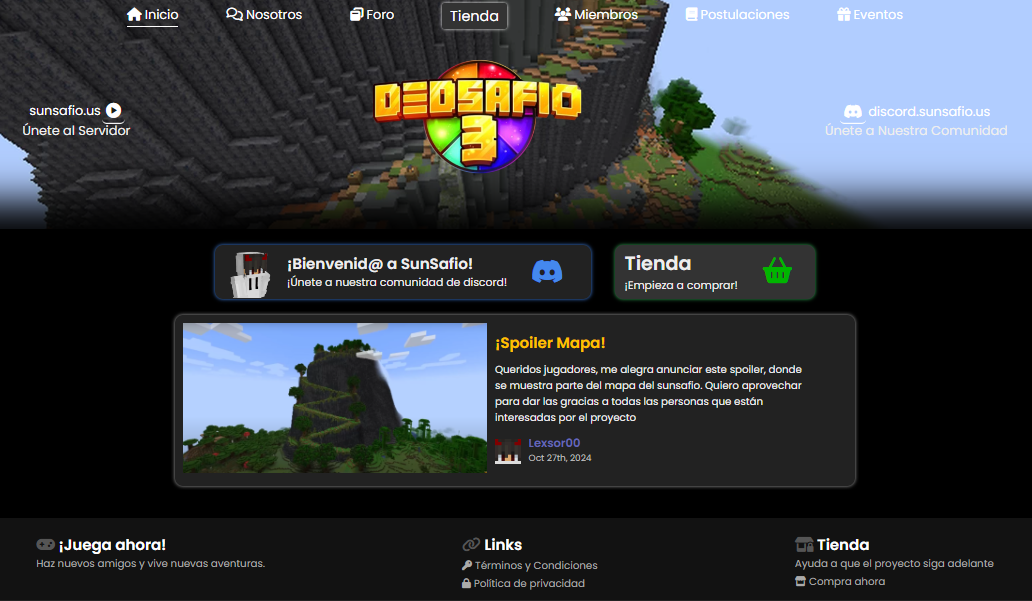 Inicio
Nosotros
Foro
Tienda
Miembros
Postulaciones
Eventos
DEDSAFIO
3
sunsafio.us
Únete al Servidor
discord.sunsafio.us
Únete a Nuestra Comunidad
¡Bienvenid@ a SunSafio!
¡Únete a nuestra comunidad de discord!
Tienda
¡Empieza a comprar!
¡Spoiler Mapa!
Queridos jugadores, me alegra anunciar este spoiler, donde
se muestra parte del mapa del sunsafio. Quiero aprovechar
para dar las gracias a todas las personas que están
interesadas por el proyecto
Lexsor00
Oct 27th, 2024
¡Juega ahora!
Haz nuevos amigos y vive nuevas aventuras.
Links
Términos y Condiciones
Política de privacidad
Tienda
Ayuda a que el proyecto siga adelante
Compra ahora